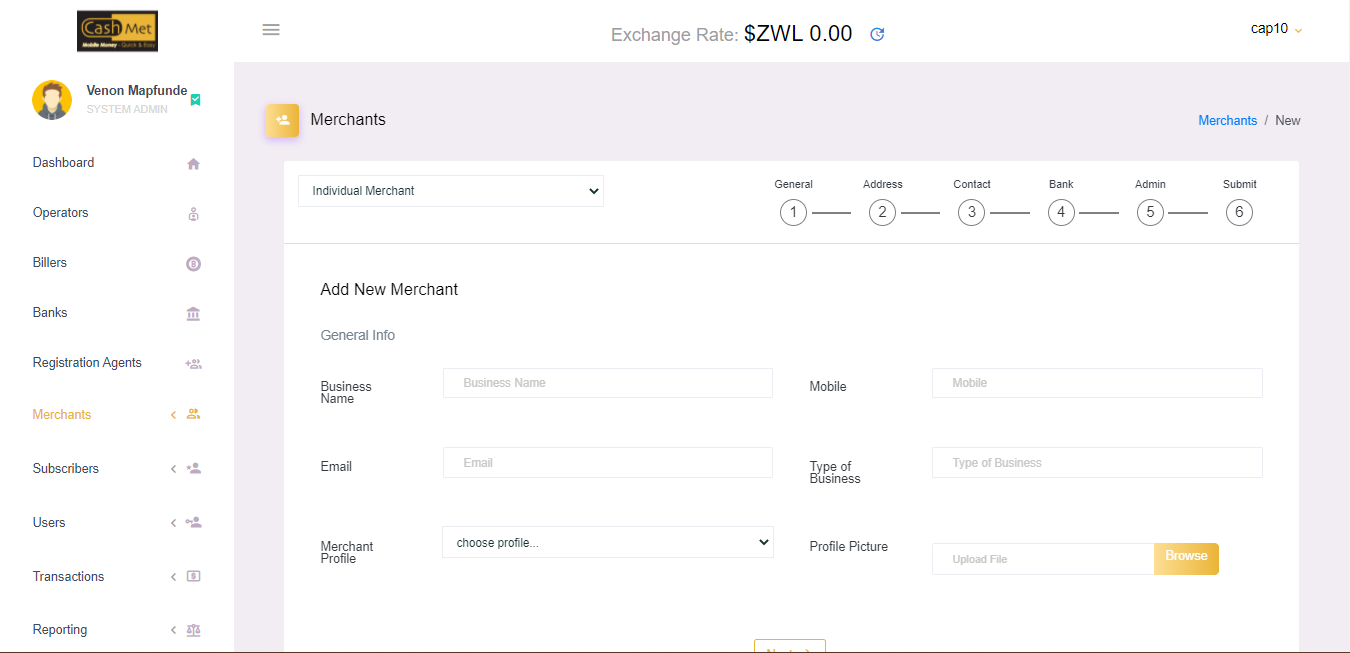 Cash Met
Mobile Money - Quick & Easy
Exchange Rate: $ZWL 0.00
cap10
Venon Mapfunde
SYSTEM ADMIN
Dashboard
Operators
Billers
Banks
Registration Agents
Merchants
Subscribers
Users
Transactions
Reporting
Merchants
Merchants / New
Individual Merchant
General
Address
Contact
Bank
Admin
Submit
1
2
3
4
5
6
Add New Merchant
General Info
Business
Name
Business Name
Mobile
Mobile
Email
Email
Type of
Business
Type of Business
Merchant
Profile
choose profile...
Profile Picture
Upload File
Browse